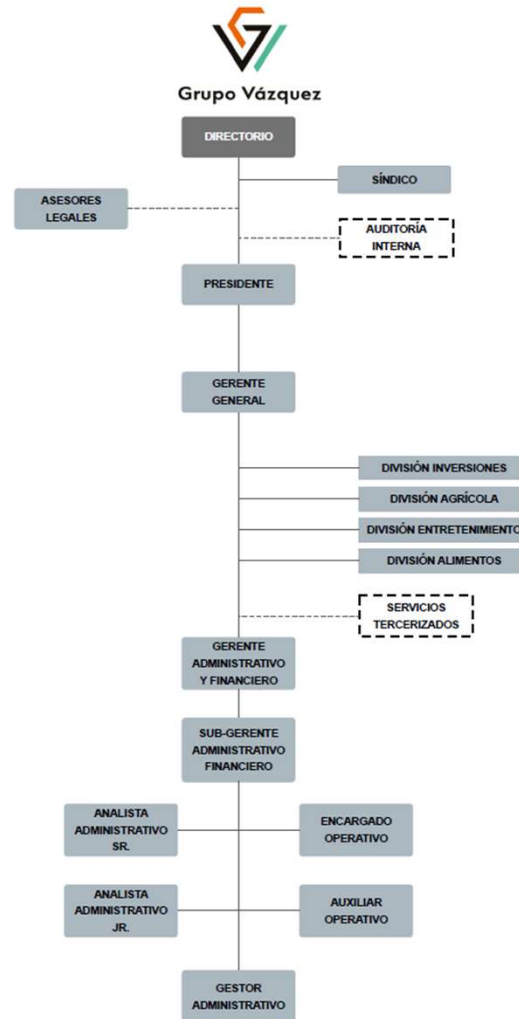 Grupo Vázquez
DIRECTORIO
SÍNDICO
ASESORES
LEGALES
AUDITORÍA
INTERNA
PRESIDENTE
GERENTE
GENERAL
DIVISIÓN INVERSIONES
DIVISIÓN AGRÍCOLA
DIVISIÓN ENTRETENIMIENTO
DIVISIÓN ALIMENTOS
SERVICIOS
TERCERIZADOS
GERENTE
ADMINISTRATIVO
Y FINANCIERO
SUB-GERENTE
ADMINISTRATIVO
FINANCIERO
ANALISTA
ADMINISTRATIVO
SR.
ENCARGADO
OPERATIVO
ANALISTA
ADMINISTRATIVO
JR.
AUXILIAR
OPERATIVO
GESTOR
ADMINISTRATIVO